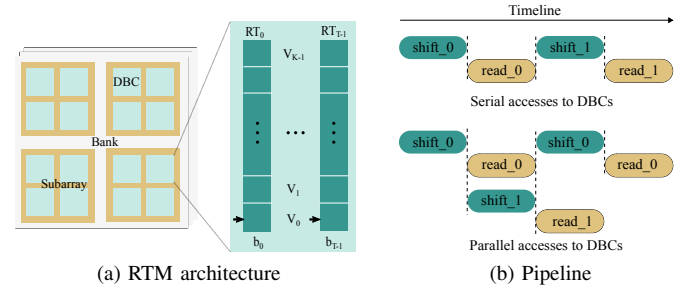 RT0 RTT-1
VK-1
DBC
Bank
Subarray
V1
V0
b0 bT-1
(a) RTM architecture
Timeline
shift_0 shift_1
read_0 read_1
Serial accesses to DBCs
shift_0 shift_0
read_0 read_0
shift_1
read_1
Parallel accesses to DBCs
(b) Pipeline